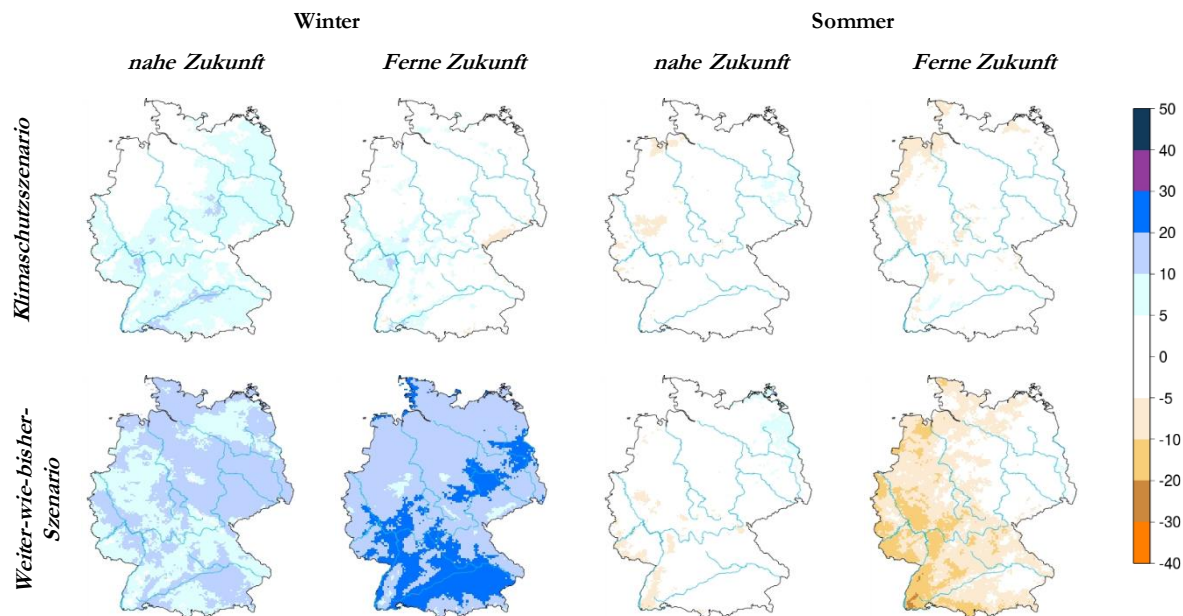 Winter
Sommer
nahe Zukunft
Ferne Zukunft
nahe Zukunft
Ferne Zukunft
Klimaschutzszenario
Weiter-wie-bisher-
Szenario
50
40
30
20
10
5
0
-5
-10
-20
-30
-40